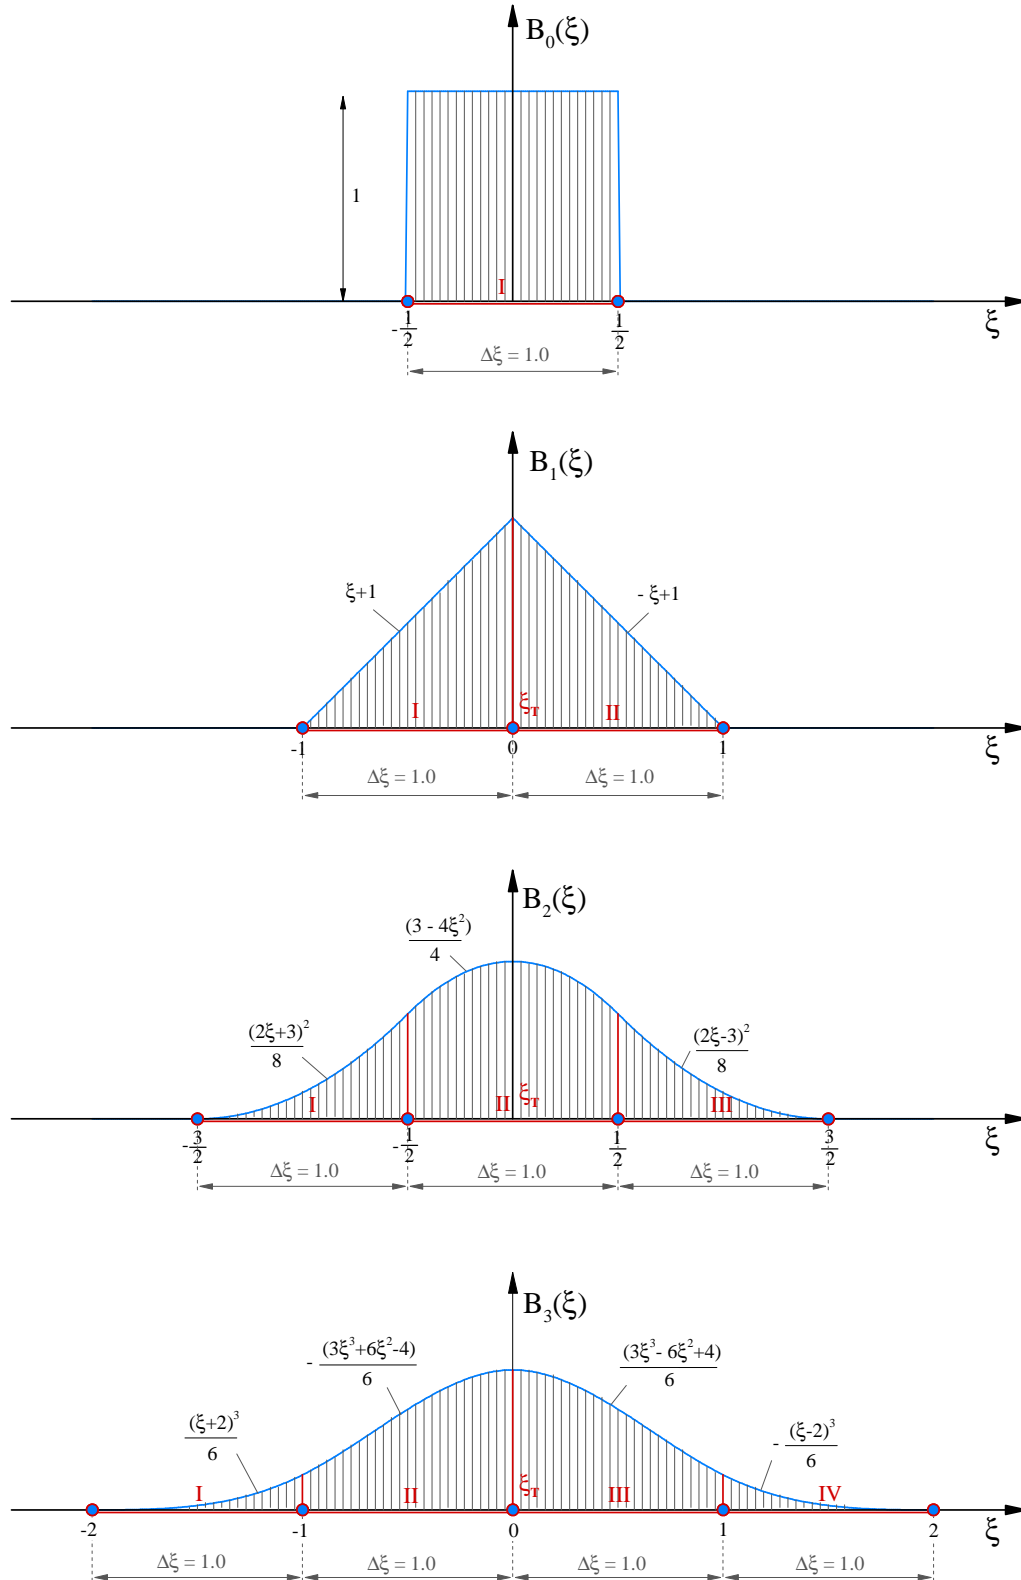 B₀(ξ)
1
I
-1/2
1/2
ξ
Δξ = 1.0
B₁(ξ)
ξ+1
- ξ+1
I
ξ_T
II
-1
0
1
ξ
Δξ = 1.0
Δξ = 1.0
B₂(ξ)
(3 - 4ξ²)/4
(2ξ+3)²/8
(2ξ-3)²/8
I
II
ξ_T
III
-3/2
-1/2
1/2
3/2
ξ
Δξ = 1.0
Δξ = 1.0
Δξ = 1.0
B₃(ξ)
- (3ξ³+6ξ²-4)/6
(3ξ³- 6ξ²+4)/6
(ξ+2)³/6
- (ξ-2)³/6
I
II
ξ_T
III
IV
-2
-1
0
1
2
ξ
Δξ = 1.0
Δξ = 1.0
Δξ = 1.0
Δξ = 1.0